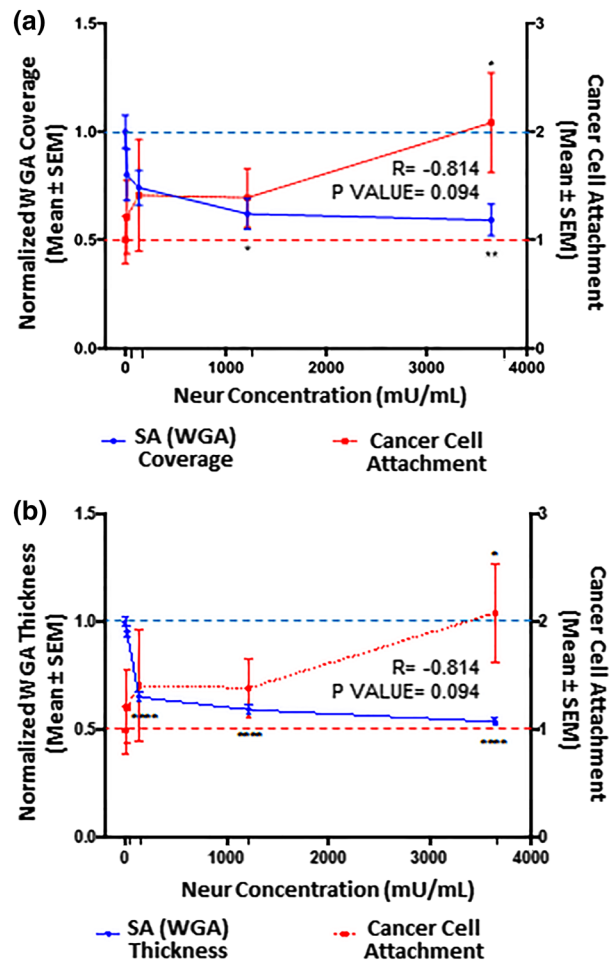 (a)
Normalized WGA Coverage
(Mean ± SEM)
1.5
1.0
0.5
0.0
3
2
1
0
Cancer Cell Attachment
(Mean ± SEM)
*
R= -0.814
P VALUE= 0.094
*
**
0
1000
2000
3000
4000
Neur Concentration (mU/mL)
SA (WGA)
Coverage
Cancer Cell
Attachment
(b)
Normalized WGA Thickness
(Mean ± SEM)
1.5
1.0
0.5
0.0
3
2
1
0
Cancer Cell Attachment
(Mean ± SEM)
*
R= -0.814
P VALUE= 0.094
****
****
****
0
1000
2000
3000
4000
Neur Concentration (mU/mL)
SA (WGA)
Thickness
Cancer Cell
Attachment